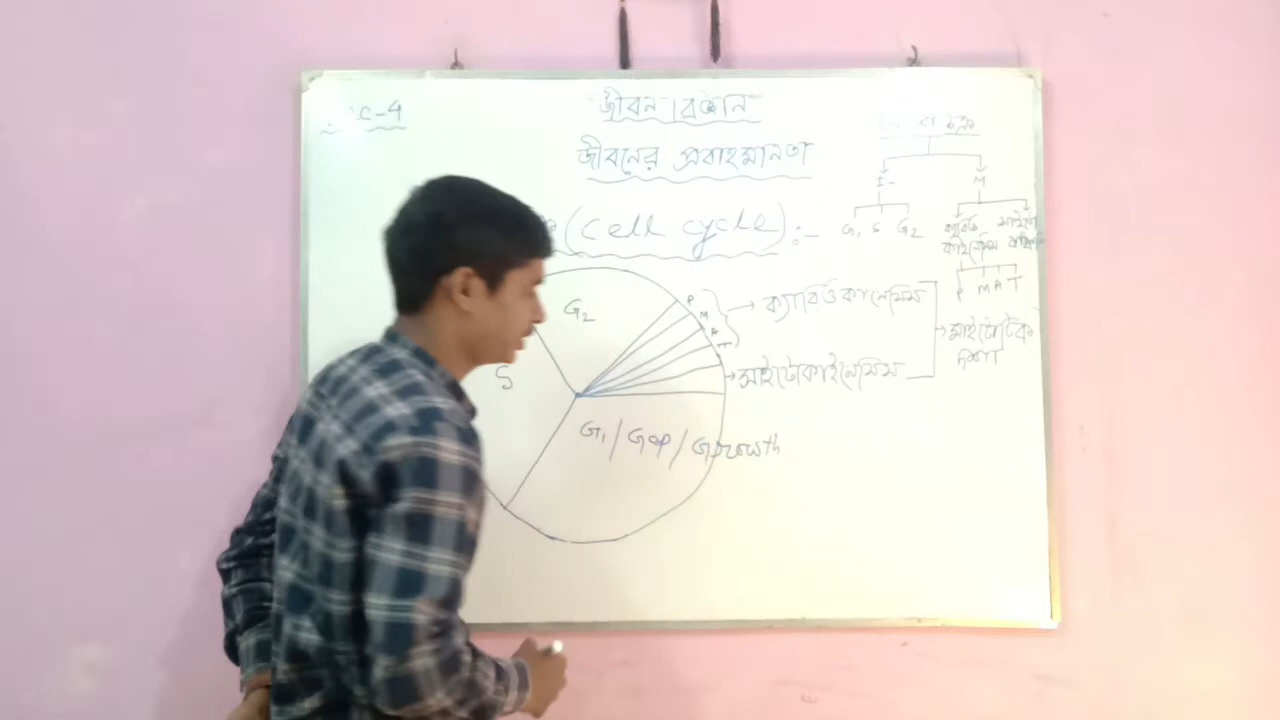 c-4
জীবন বিজ্ঞান
জীবনের প্রবাহমানতা
(cell cycle):-
চক্র
I-
M
G₁ S G₂
P M A T
G₂
P
M
A
T
ক্যারিওকাইনেসিস
সাইটোকাইনেসিস
মাইটোটিক
দশা
S
G₁ / Gap / Growth